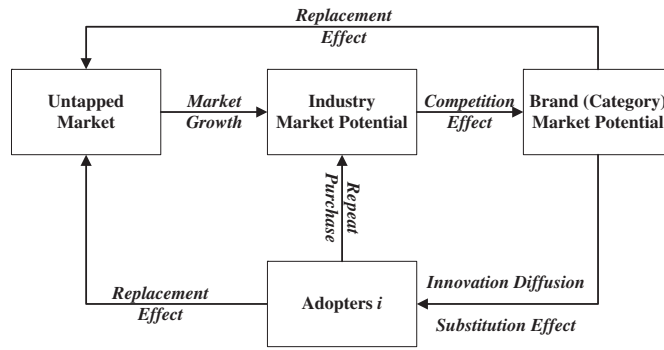 Replacement
Effect
Untapped
Market
Market
Growth
Industry
Market Potential
Competition
Effect
Brand (Category)
Market Potential
Repeat
Purchase
Replacement
Effect
Adopters i
Innovation Diffusion
Substitution Effect